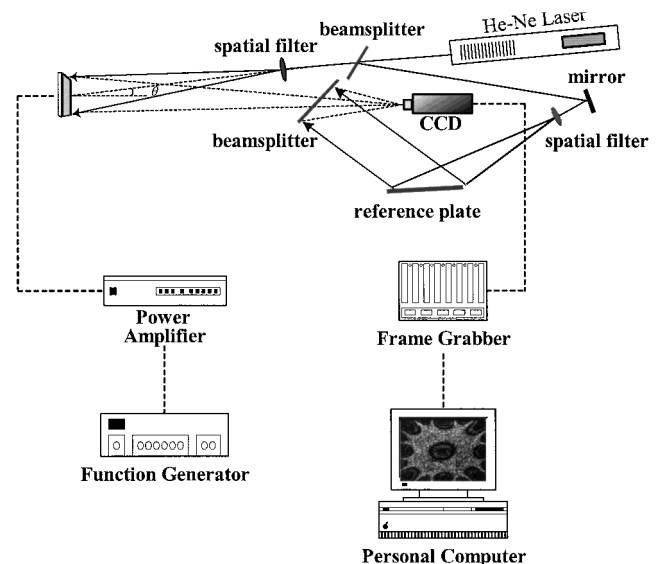 He-Ne Laser
beamsplitter
spatial filter
mirror
θ
CCD
beamsplitter
spatial filter
reference plate
Power
Amplifier
Frame Grabber
Function Generator
Personal Computer